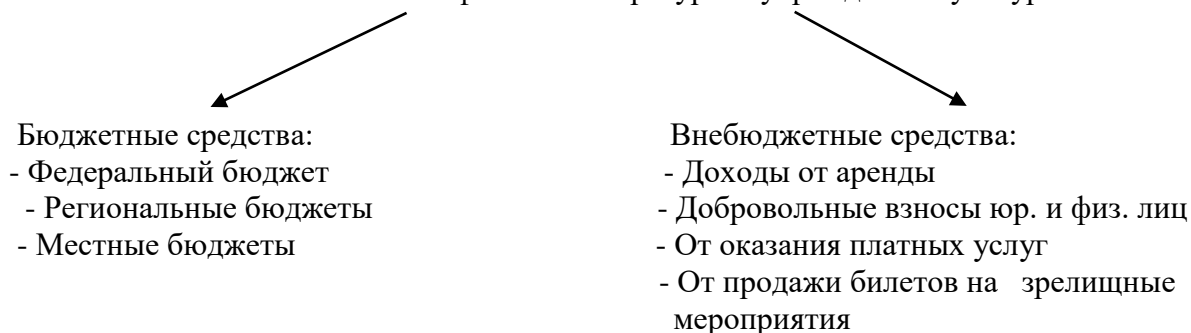 Бюджетные средства:
- Федеральный бюджет
- Региональные бюджеты
- Местные бюджеты
Внебюджетные средства:
- Доходы от аренды
- Добровольные взносы юр. и физ. лиц
- От оказания платных услуг
- От продажи билетов на зрелищные
мероприятия